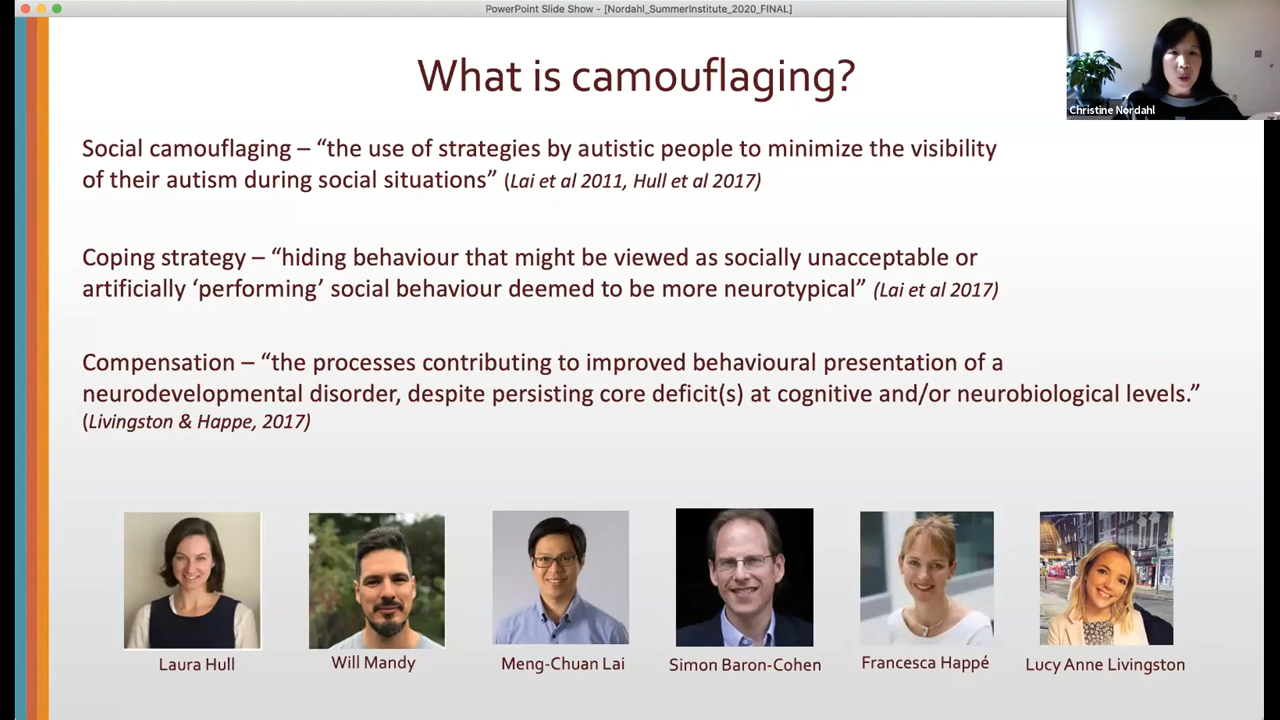 PowerPoint Slide Show - [Nordahl_SummerInstitute_2020_FINAL]
What is camouflaging?
Christine Nordahl
Social camouflaging – “the use of strategies by autistic people to minimize the visibility
of their autism during social situations” (Lai et al 2011, Hull et al 2017)
Coping strategy – “hiding behaviour that might be viewed as socially unacceptable or
artificially ‘performing’ social behaviour deemed to be more neurotypical” (Lai et al 2017)
Compensation – “the processes contributing to improved behavioural presentation of a
neurodevelopmental disorder, despite persisting core deficit(s) at cognitive and/or neurobiological levels.”
(Livingston & Happe, 2017)
Laura Hull
Will Mandy
Meng-Chuan Lai
Simon Baron-Cohen
Francesca Happé
Lucy Anne Livingston